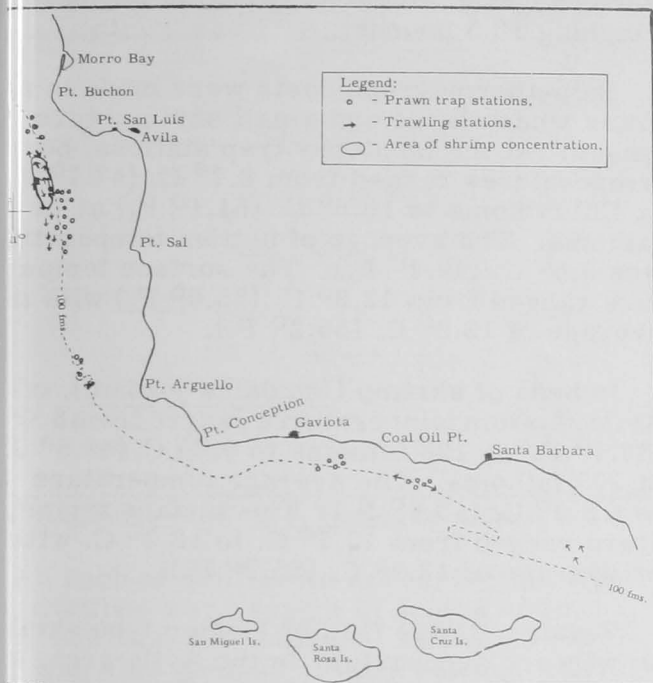 Morro Bay
Pt. Buchon
Pt. San Luis
Avila
Legend:
- Prawn trap stations.
- Trawling stations.
- Area of shrimp concentration.
Pt. Sal
100 fms.
Pt. Arguello
Pt. Conception
Gaviota
Coal Oil Pt.
Santa Barbara
100 fms.
San Miguel Is.
Santa
Rosa Is.
Santa
Cruz Is.